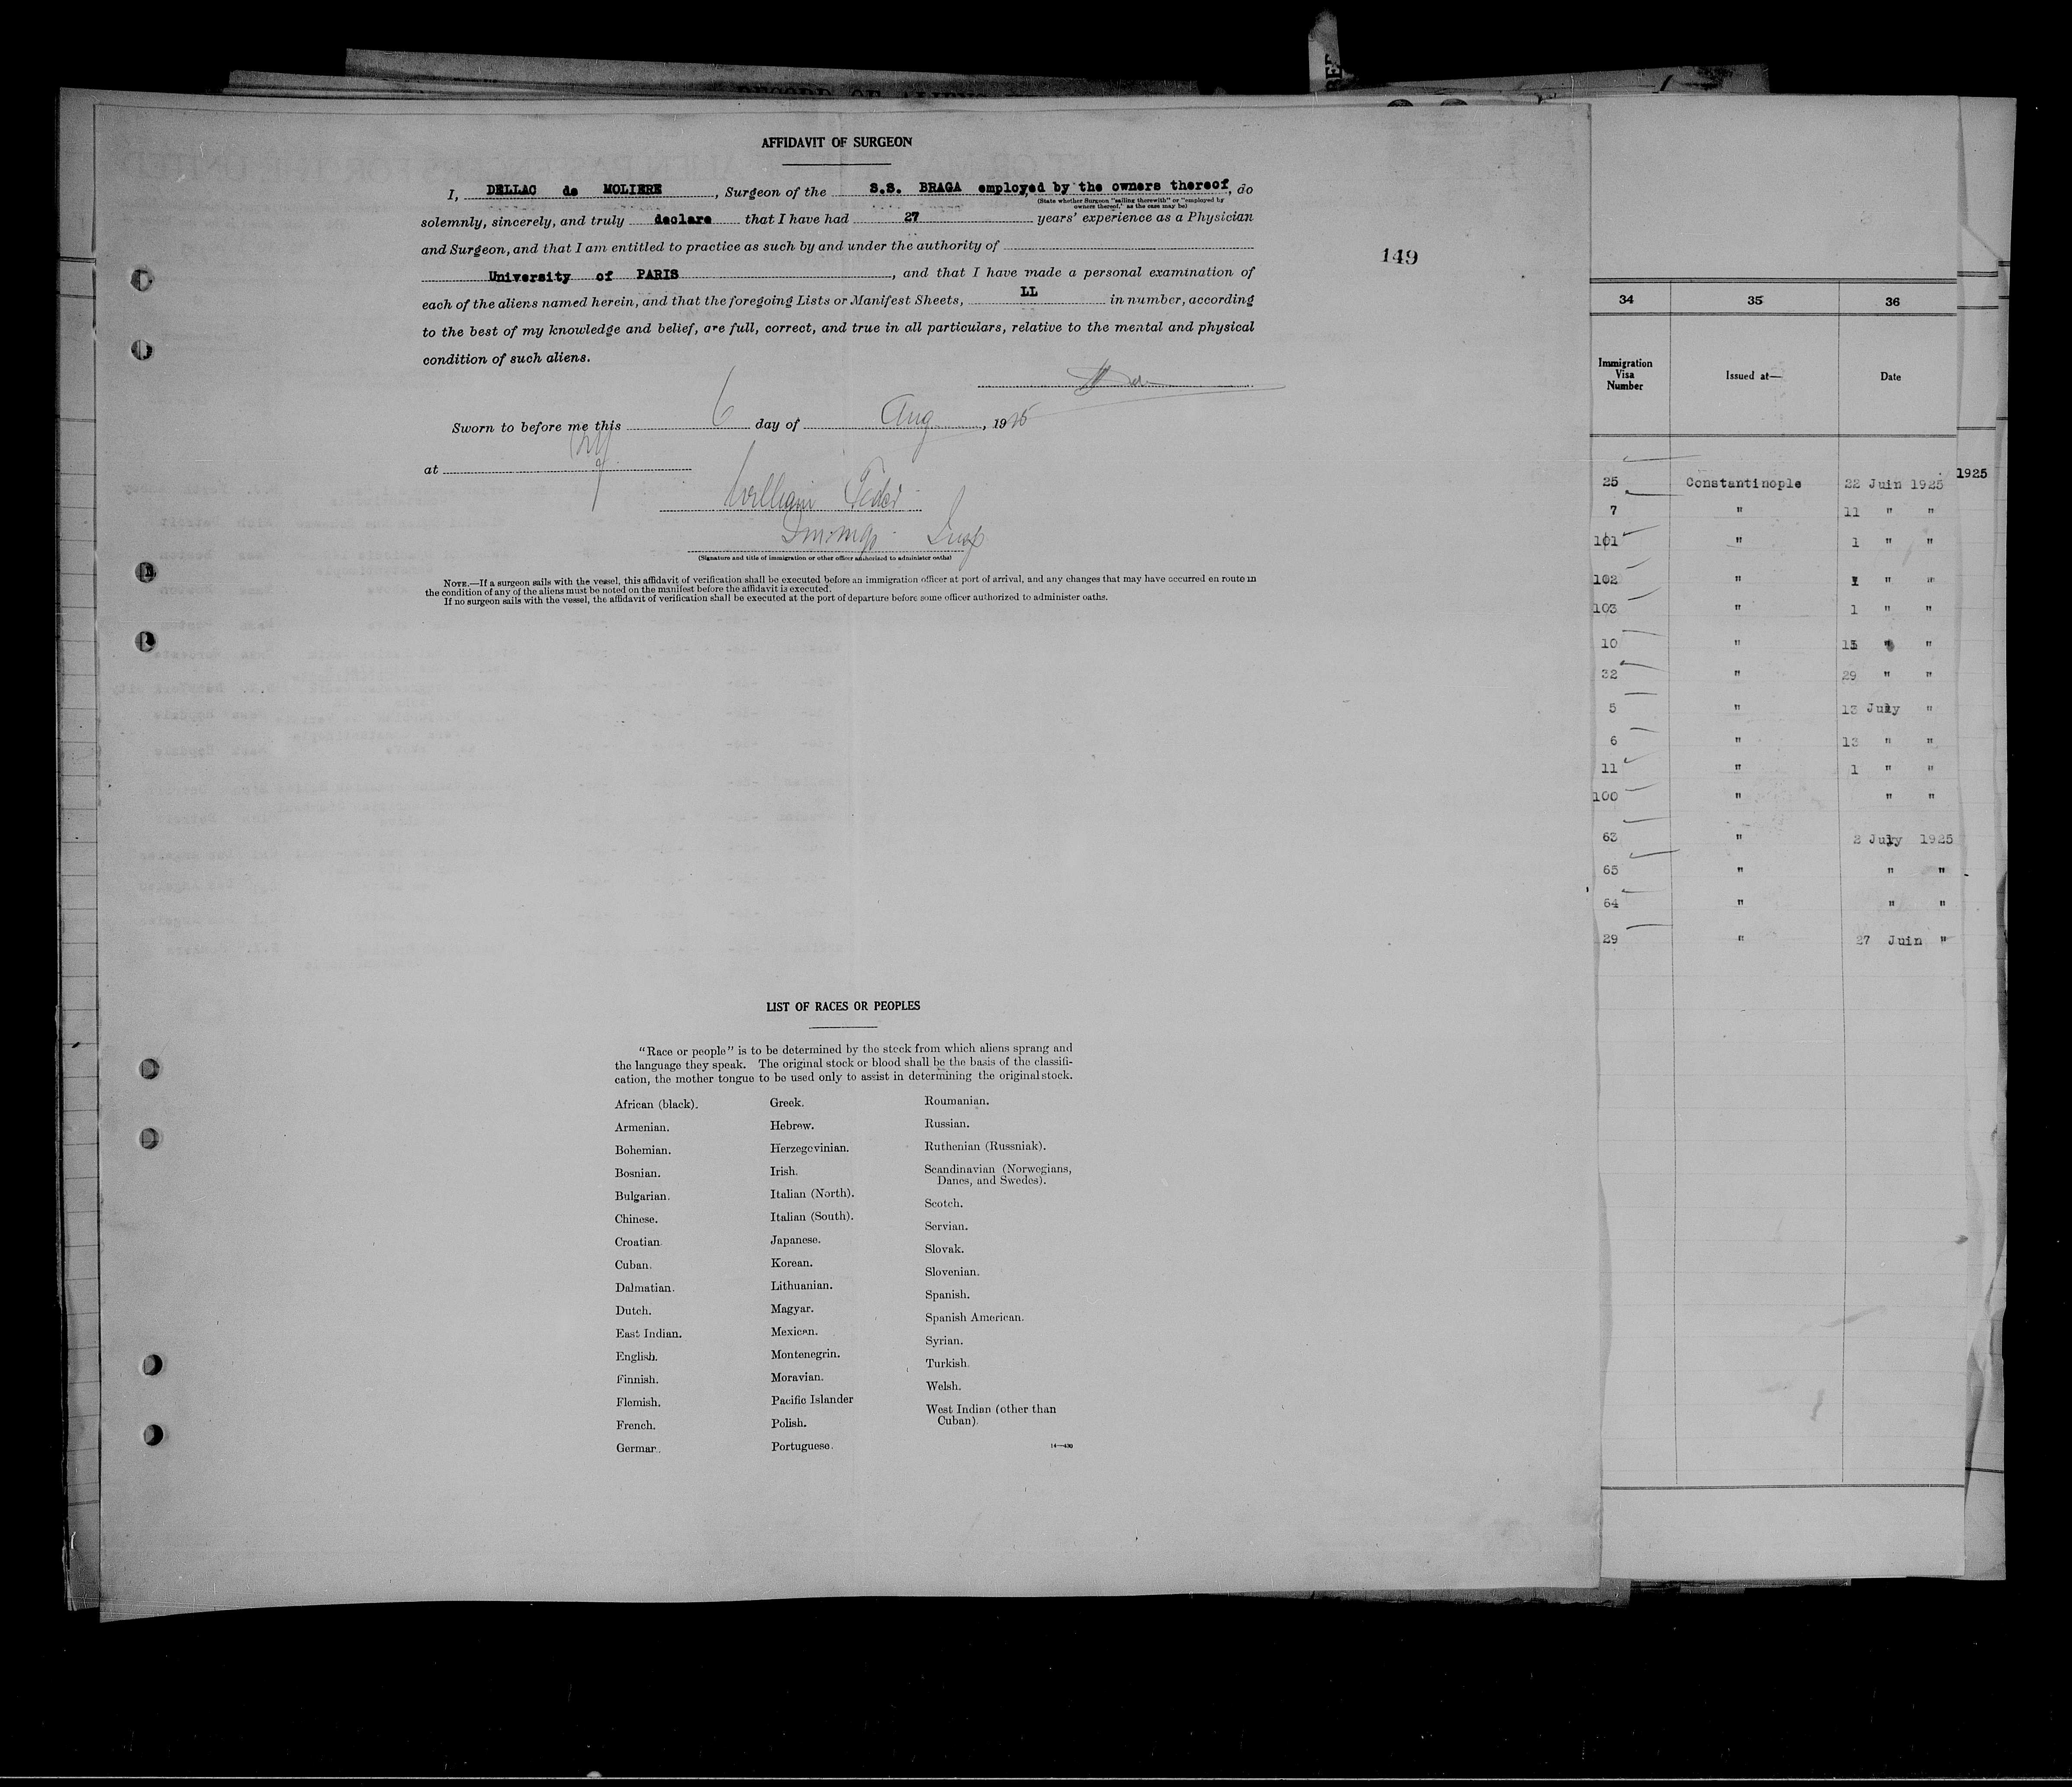 AFFIDAVIT OF SURGEON
I, DELLAC de MOLIERE, Surgeon of the S.S. BRAGA employed by the owners thereof, do
(State whether Surgeon "sailing therewith" or "employed by
owners thereof," as the case may be)
solemnly, sincerely, and truly declare that I have had 27 years' experience as a Physician
and Surgeon, and that I am entitled to practice as such by and under the authority of
University of PARIS, and that I have made a personal examination of
each of the aliens named herein, and that the foregoing Lists or Manifest Sheets, LL in number, according
to the best of my knowledge and belief, are full, correct, and true in all particulars, relative to the mental and physical
condition of such aliens.
149
Sworn to before me this 6 day of Aug, 1925
at NY
William
Immig. Insp
(Signature and title of immigration or other officer authorized to administer oaths)
NOTE.—If a surgeon sails with the vessel, this affidavit of verification shall be executed before an immigration officer at port of arrival, and any changes that may have occurred en route in
the condition of any of the aliens must be noted on the manifest before the affidavit is executed.
If no surgeon sails with the vessel, the affidavit of verification shall be executed at the port of departure before some officer authorized to administer oaths.
LIST OF RACES OR PEOPLES
"Race or people" is to be determined by the stock from which aliens sprang and
the language they speak. The original stock or blood shall be the basis of the classifi-
cation, the mother tongue to be used only to assist in determining the original stock.
African (black).
Armenian.
Bohemian.
Bosnian.
Bulgarian.
Chinese.
Croatian.
Cuban.
Dalmatian.
Dutch.
East Indian.
English.
Finnish.
Flemish.
French.
German.
Greek.
Hebrew.
Herzegovinian.
Irish.
Italian (North).
Italian (South).
Japanese.
Korean.
Lithuanian.
Magyar.
Mexican.
Montenegrin.
Moravian.
Pacific Islander
Polish.
Portuguese.
Roumanian.
Russian.
Ruthenian (Russniak).
Scandinavian (Norwegians,
Danes, and Swedes).
Scotch.
Servian.
Slovak.
Slovenian.
Spanish.
Spanish American.
Syrian.
Turkish.
Welsh.
West Indian (other than
Cuban).
14—430
34 35 36
Immigration
Visa
Number
Issued at—
Date
25 Constantinople 22 Juin 1925
7 " 11 " "
101 " 1 " "
102 " 1 " "
103 " 1 " "
10 " 15 " "
32 " 29 " "
5 " 13 July "
6 " 13 " "
11 " 1 " "
100 " " "
63 " 2 July 1925
65 " " "
64 " " "
29 " 27 Juin "
1925